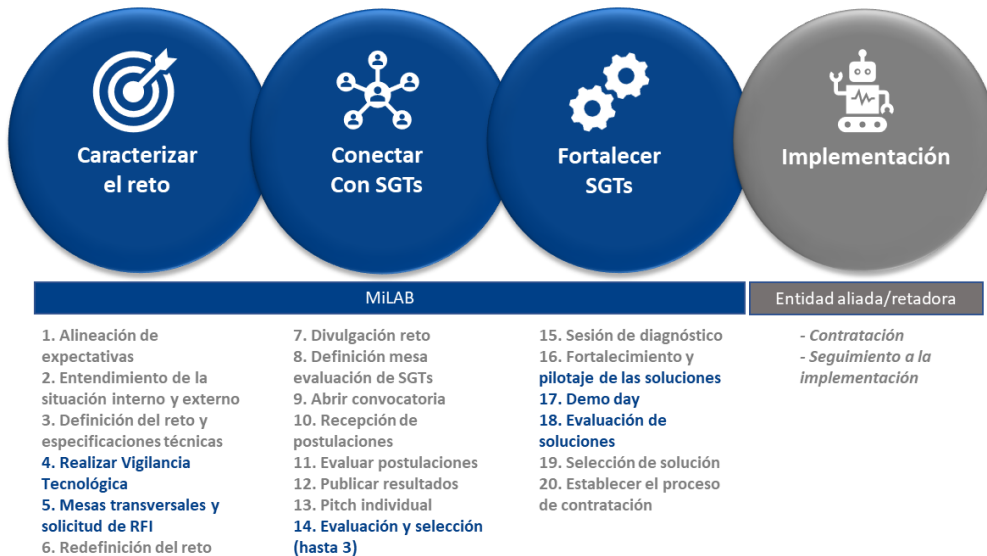 Caracterizar
el reto
Conectar
Con SGTs
Fortalecer
SGTs
Implementación
MiLAB
Entidad aliada/retadora
1. Alineación de
expectativas
2. Entendimiento de la
situación interno y externo
3. Definición del reto y
especificaciones técnicas
4. Realizar Vigilancia
Tecnológica
5. Mesas transversales y
solicitud de RFI
6. Redefinición del reto
7. Divulgación reto
8. Definición mesa
evaluación de SGTs
9. Abrir convocatoria
10. Recepción de
postulaciones
11. Evaluar postulaciones
12. Publicar resultados
13. Pitch individual
14. Evaluación y selección
(hasta 3)
15. Sesión de diagnóstico
16. Fortalecimiento y
pilotaje de las soluciones
17. Demo day
18. Evaluación de
soluciones
19. Selección de solución
20. Establecer el proceso
de contratación
- Contratación
- Seguimiento a la
implementación